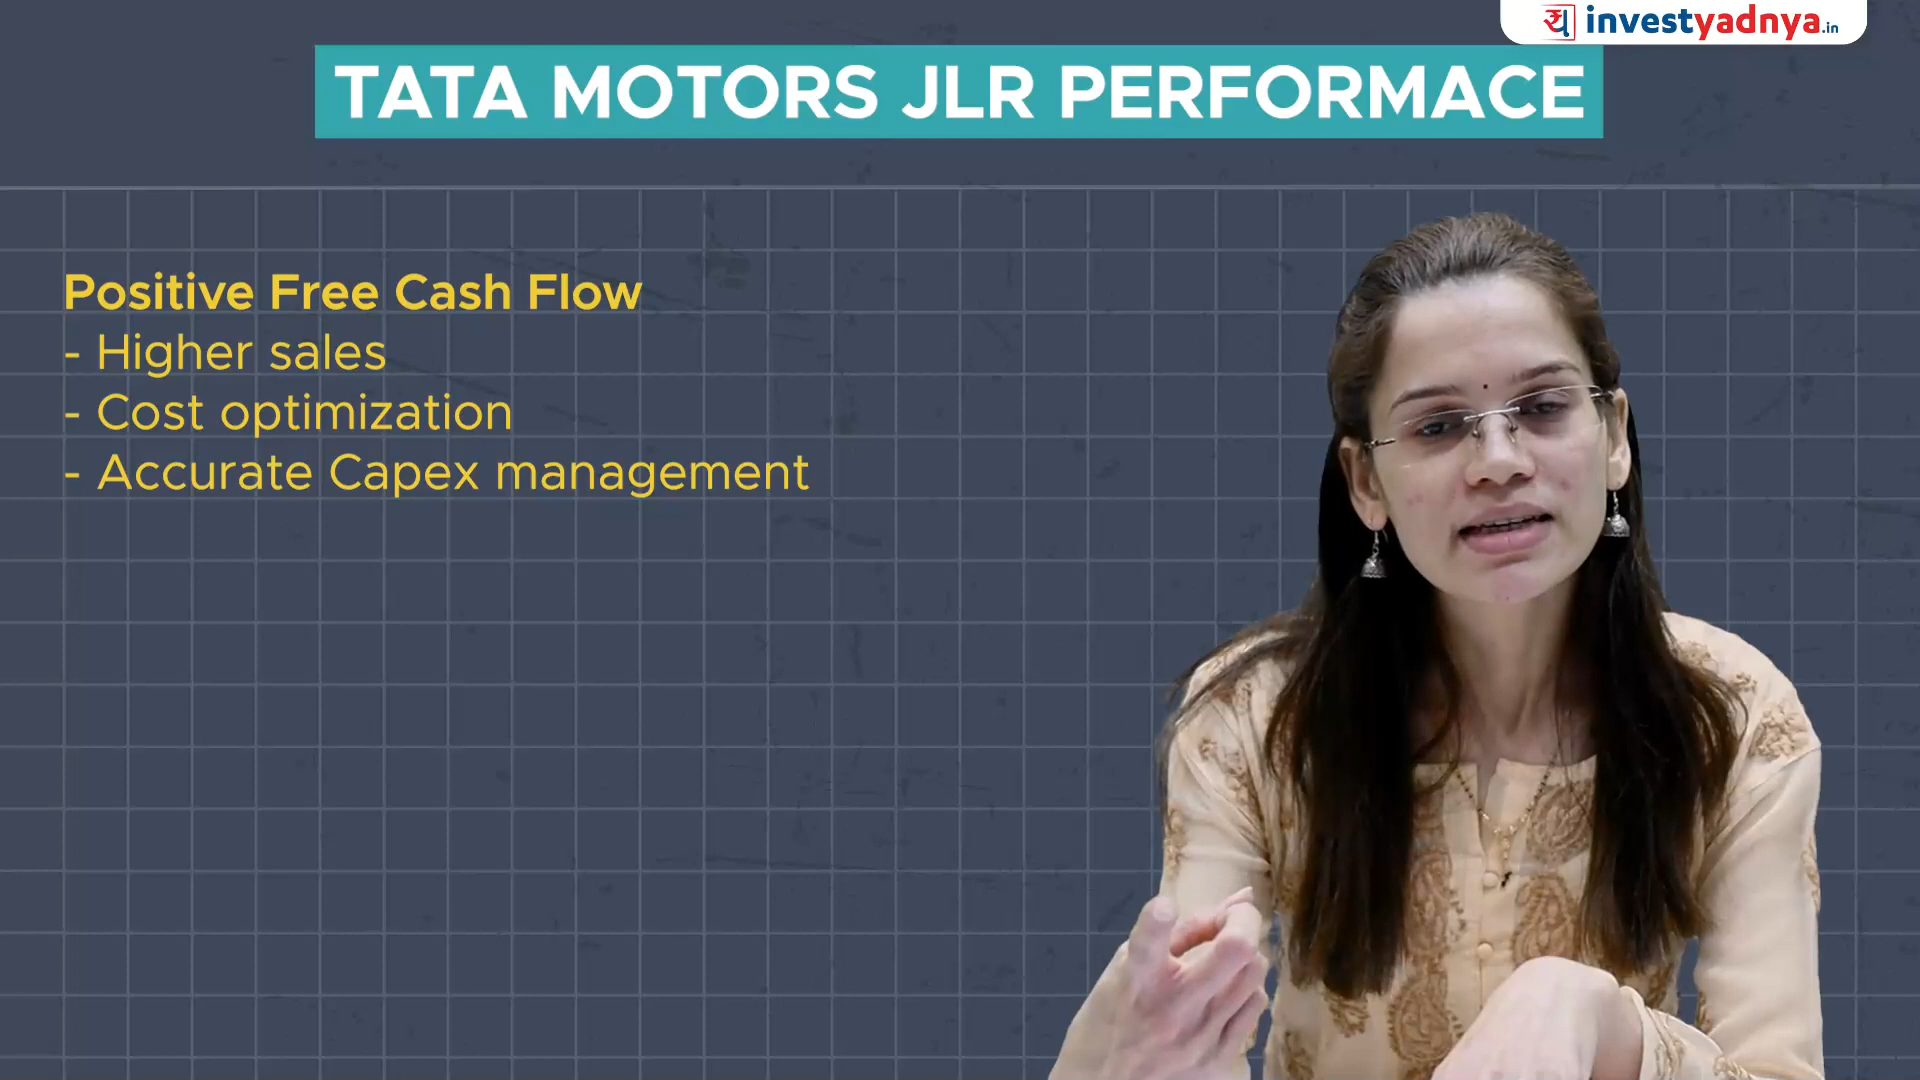 investyadnya.in
TATA MOTORS JLR PERFORMACE
Positive Free Cash Flow
- Higher sales
- Cost optimization
- Accurate Capex management